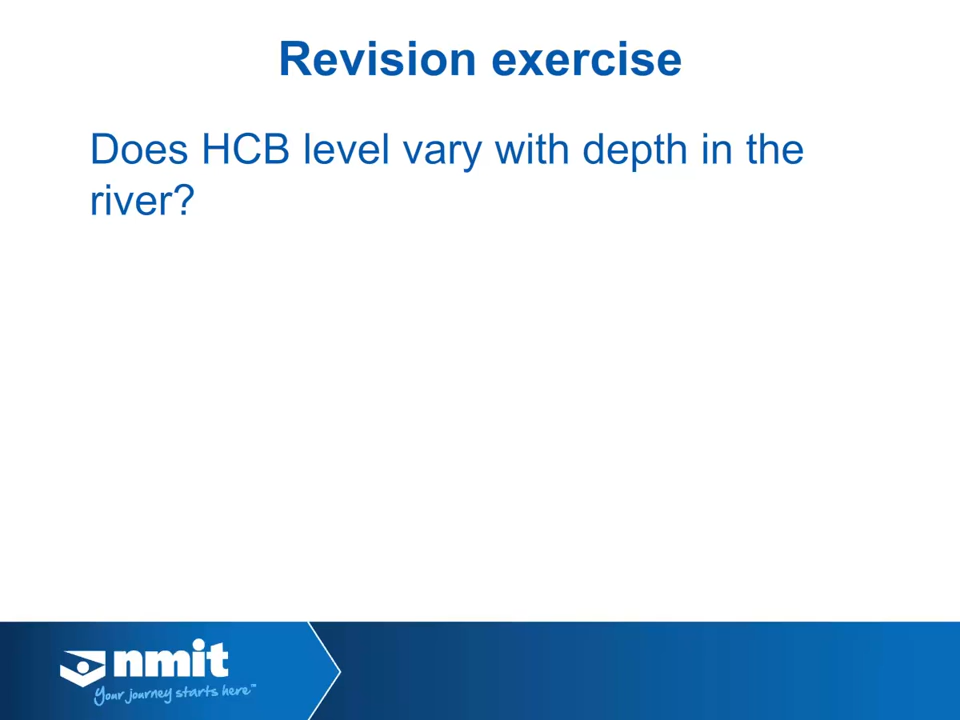 Revision exercise
Does HCB level vary with depth in the
river?
nmit
Your journey starts here™